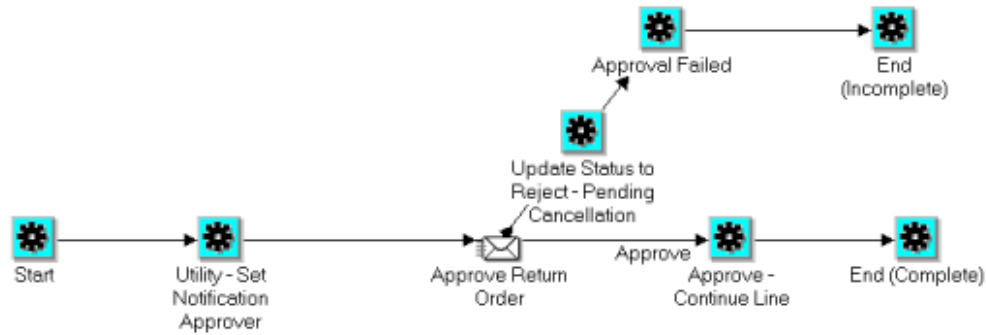 Approval Failed
End
(Incomplete)
Update Status to
Reject - Pending
Cancellation
Start
Utility - Set
Notification
Approver
Approve Return
Order
Approve
Approve -
Continue Line
End (Complete)